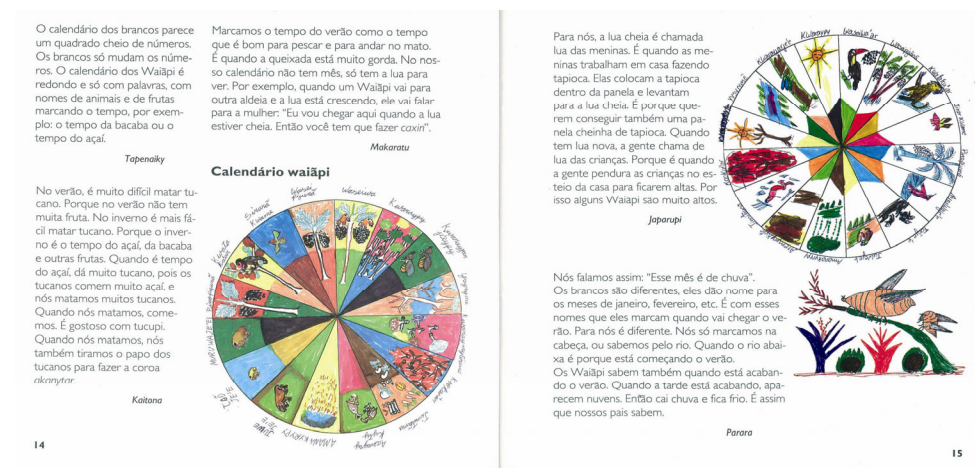 O calendário dos brancos parece
um quadrado cheio de números.
Os brancos só mudam os núme-
ros. O calendário dos Waiãpi é
redondo e só com palavras, com
nomes de animais e de frutas
marcando o tempo, por exem-
plo: o tempo da bacaba ou o
tempo do açaí.
Tapenaiky
No verão, é muito difícil matar tu-
cano. Porque no verão não tem
muita fruta. No inverno é mais fá-
cil matar tucano. Porque o inver-
no é o tempo do açaí, da bacaba
e outras frutas. Quando é tempo
do açaí, dá muito tucano, pois os
tucanos comem muito açaí, e
nós matamos muitos tucanos.
Quando nós matamos, come-
mos. É gostoso com tucupi.
Quando nós matamos, nós
também tiramos o papo dos
tucanos para fazer a coroa
akanytar
Kaitona
14
Marcamos o tempo do verão como o tempo
que é bom para pescar e para andar no mato.
É quando a queixada está muito gorda. No nos-
so calendário não tem mês, só tem a lua para
ver. Por exemplo, quando um Waiãpi vai para
outra aldeia e a lua está crescendo, ele vai falar
para a mulher: "Eu vou chegar aqui quando a lua
estiver cheia. Então você tem que fazer caxiri".
Makaratu
Calendário waiãpi
Waseiwa
AMANA KYRYPY
Para nós, a lua cheia é chamada
lua das meninas. É quando as me-
ninas trabalham em casa fazendo
tapioca. Elas colocam a tapioca
dentro da panela e levantam
para a lua cheia. É porque que-
rem conseguir também uma pa-
nela cheinha de tapioca. Quando
tem lua nova, a gente chama de
lua das crianças. Porque é quando
a gente pendura as crianças no es-
teio da casa para ficarem altas. Por
isso alguns Waiãpi são muito altos.
Japarupi
Nós falamos assim: "Esse mês é de chuva".
Os brancos são diferentes, eles dão nome para
os meses de janeiro, fevereiro, etc. É com esses
nomes que eles marcam quando vai chegar o ve-
rão. Para nós é diferente. Nós só marcamos na
cabeça, ou sabemos pelo rio. Quando o rio abai-
xa é porque está começando o verão.
Os Waiãpi sabem também quando está acaban-
do o verão. Quando a tarde está acabando, apa-
recem nuvens. Então cai chuva e fica frio. É assim
que nossos pais sabem.
Parara
15